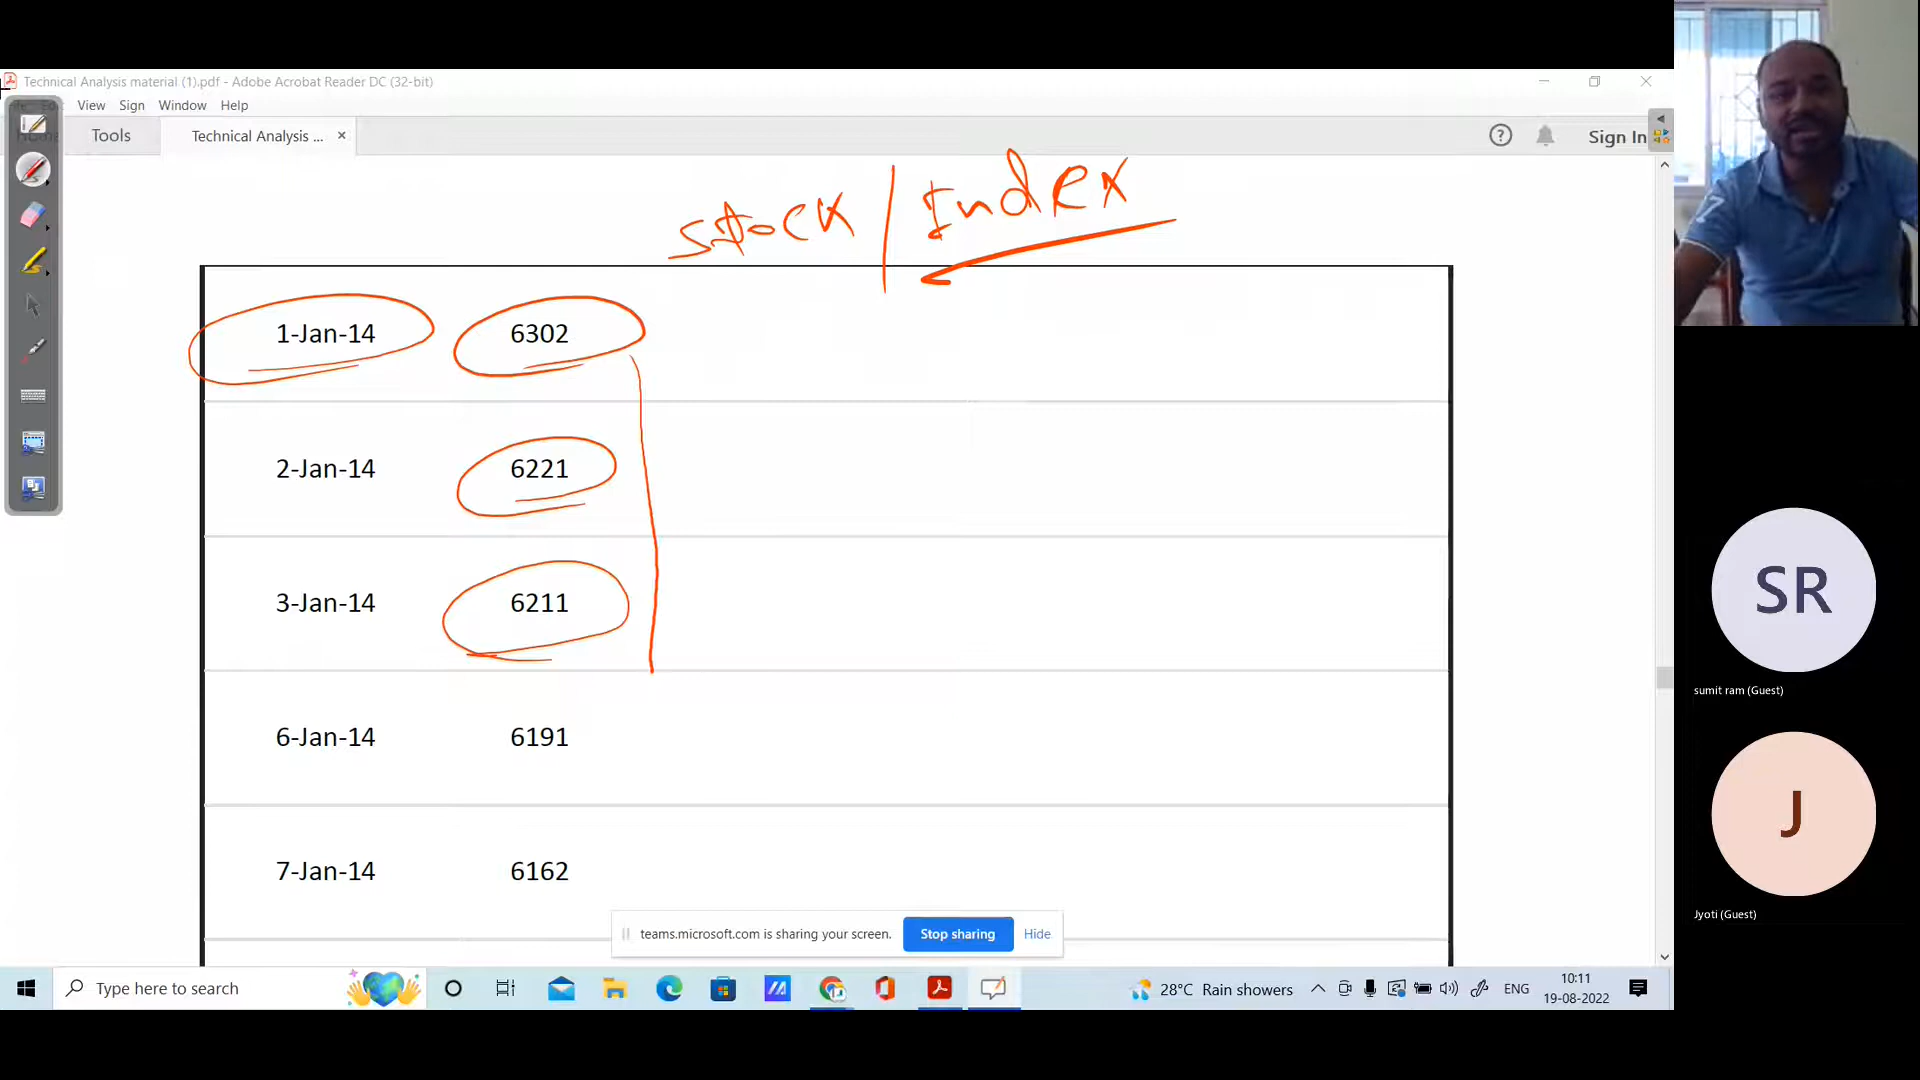 Technical Analysis material (1).pdf - Adobe Acrobat Reader DC (32-bit)
View Sign Window Help
Tools
Technical Analysis ...
Sign In
Stock | Index
1-Jan-14 6302
2-Jan-14 6221
3-Jan-14 6211
6-Jan-14 6191
7-Jan-14 6162
teams.microsoft.com is sharing your screen. Stop sharing Hide
Type here to search
28°C Rain showers
ENG
10:11
19-08-2022
SR
sumit ram (Guest)
J
Jyoti (Guest)